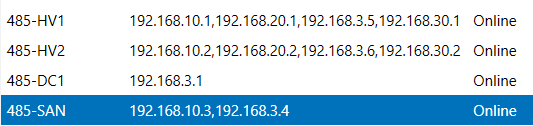 485-HV1 192.168.10.1,192.168.20.1,192.168.3.5,192.168.30.1 Online
485-HV2 192.168.10.2,192.168.20.2,192.168.3.6,192.168.30.2 Online
485-DC1 192.168.3.1 Online
485-SAN 192.168.10.3,192.168.3.4 Online